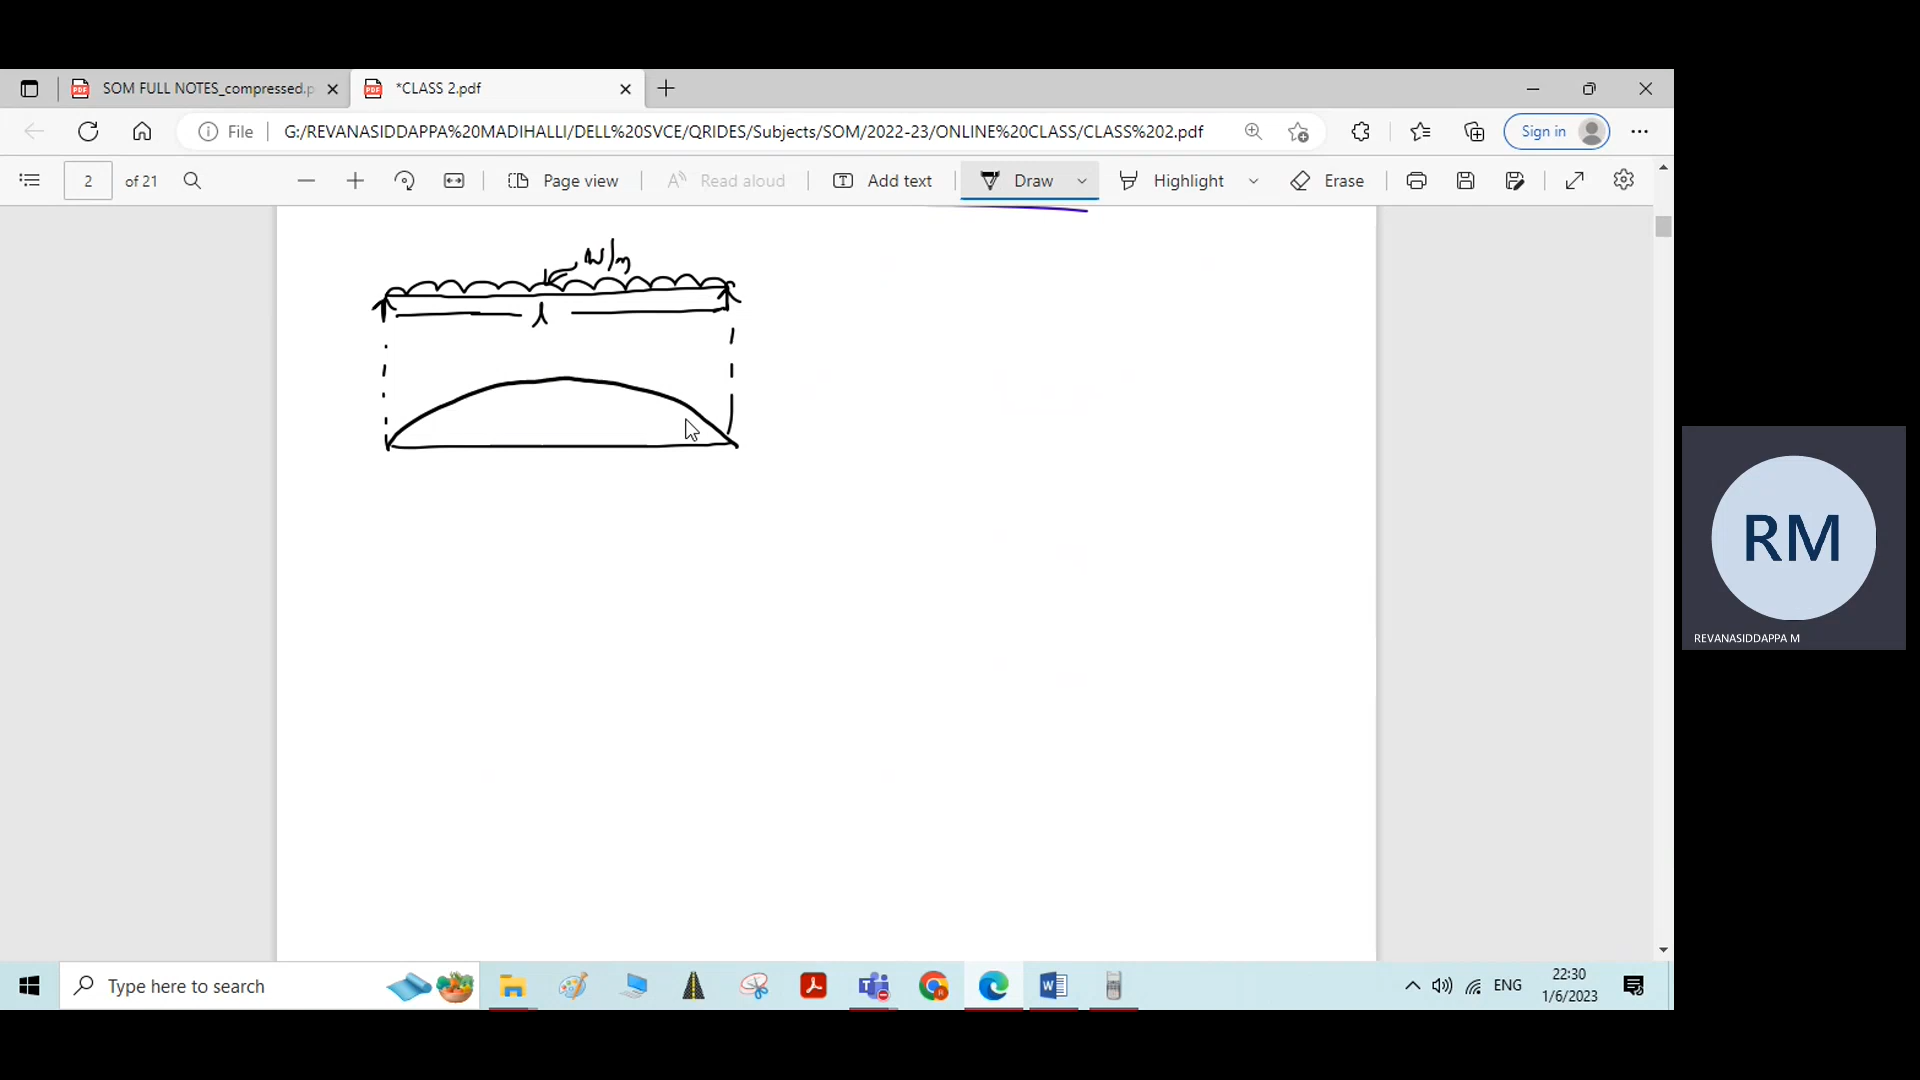 SOM FULL NOTES_compressed.p
*CLASS 2.pdf
File
G:/REVANASIDDAPPA%20MADIHALLI/DELL%20SVCE/QRIDES/Subjects/SOM/2022-23/ONLINE%20CLASS/CLASS%202.pdf
Sign in
2 of 21
Page view
Read aloud
Add text
Draw
Highlight
Erase
W/m
l
RM
REVANASIDDAPPA M
Type here to search
ENG
22:30
1/6/2023